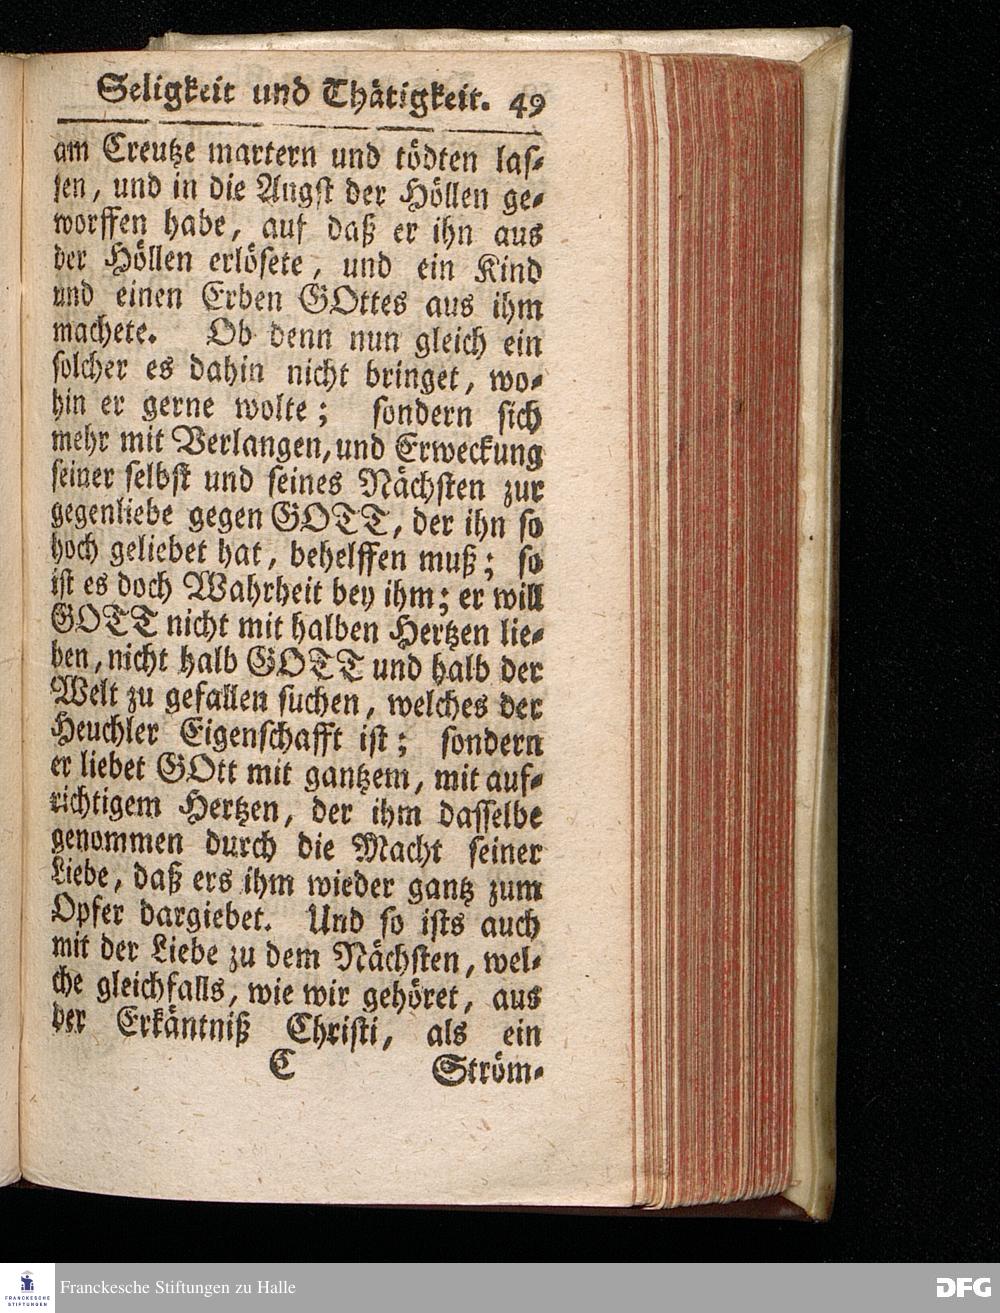 Seligkeit und Thätigkeit. 49
am Creutze martern und tödten las-
sen, und in die Angst der Höllen ge-
worffen habe, auf daß er ihn aus
der Höllen erlösete, und ein Kind
und einen Erben GOttes aus ihm
machete. Ob denn nun gleich ein
solcher es dahin nicht bringet, wo-
hin er gerne wolte; sondern sich
mehr mit Verlangen, und Erweckung
seiner selbst und seines Nächsten zur
gegenliebe gegen GOTT, der ihn so
hoch geliebet hat, behelffen muß; so
ist es doch Wahrheit bey ihm; er will
GOTT nicht mit halben Hertzen lie-
ben, nicht halb GOTT und halb der
Welt zu gefallen suchen, welches der
Heuchler Eigenschafft ist; sondern
er liebet GOtt mit gantzem, mit auf-
richtigem Hertzen, der ihm dasselbe
genommen durch die Macht seiner
Liebe, daß ers ihm wieder gantz zum
Opfer dargiebet. Und so ists auch
mit der Liebe zu dem Nächsten, wel-
che gleichfalls, wie wir gehöret, aus
der Erkäntniß Christi, als ein
C Ström-
FRANCKESCHE
STIFTUNGEN
Franckesche Stiftungen zu Halle
DFG